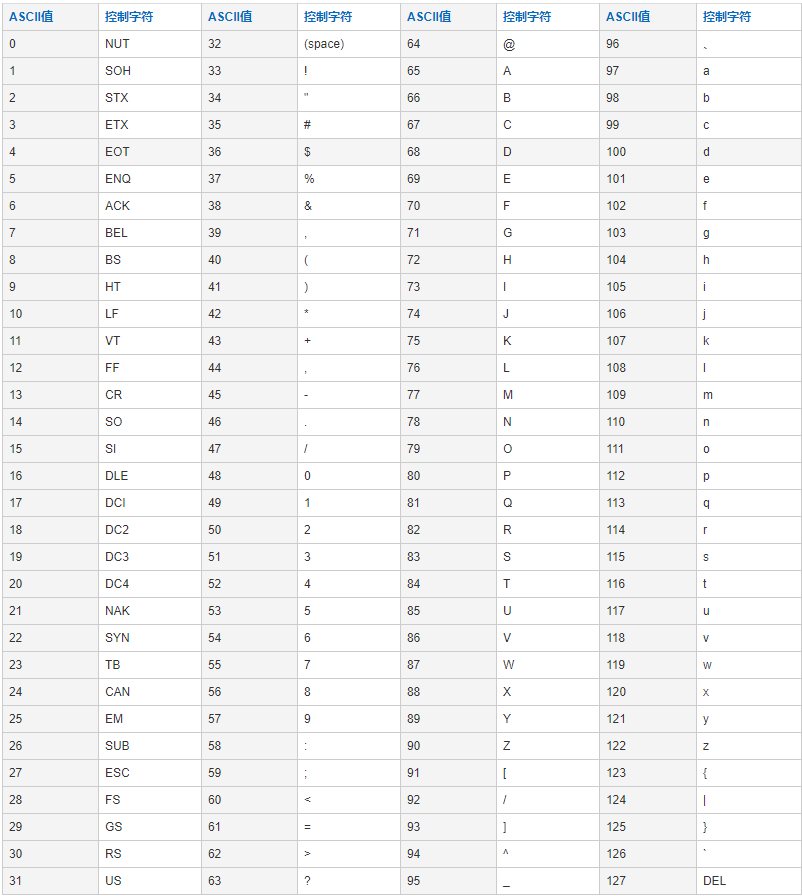 ASCII值 控制字符 ASCII值 控制字符 ASCII值 控制字符 ASCII值 控制字符
0 NUT 32 (space) 64 @ 96 、
1 SOH 33 ! 65 A 97 a
2 STX 34 " 66 B 98 b
3 ETX 35 # 67 C 99 c
4 EOT 36 $ 68 D 100 d
5 ENQ 37 % 69 E 101 e
6 ACK 38 & 70 F 102 f
7 BEL 39 , 71 G 103 g
8 BS 40 ( 72 H 104 h
9 HT 41 ) 73 I 105 i
10 LF 42 * 74 J 106 j
11 VT 43 + 75 K 107 k
12 FF 44 , 76 L 108 l
13 CR 45 - 77 M 109 m
14 SO 46 . 78 N 110 n
15 SI 47 / 79 O 111 o
16 DLE 48 0 80 P 112 p
17 DCI 49 1 81 Q 113 q
18 DC2 50 2 82 R 114 r
19 DC3 51 3 83 S 115 s
20 DC4 52 4 84 T 116 t
21 NAK 53 5 85 U 117 u
22 SYN 54 6 86 V 118 v
23 TB 55 7 87 W 119 w
24 CAN 56 8 88 X 120 x
25 EM 57 9 89 Y 121 y
26 SUB 58 : 90 Z 122 z
27 ESC 59 ; 91 [ 123 {
28 FS 60 < 92 / 124 |
29 GS 61 = 93 ] 125 }
30 RS 62 > 94 ^ 126 `
31 US 63 ? 95 _ 127 DEL